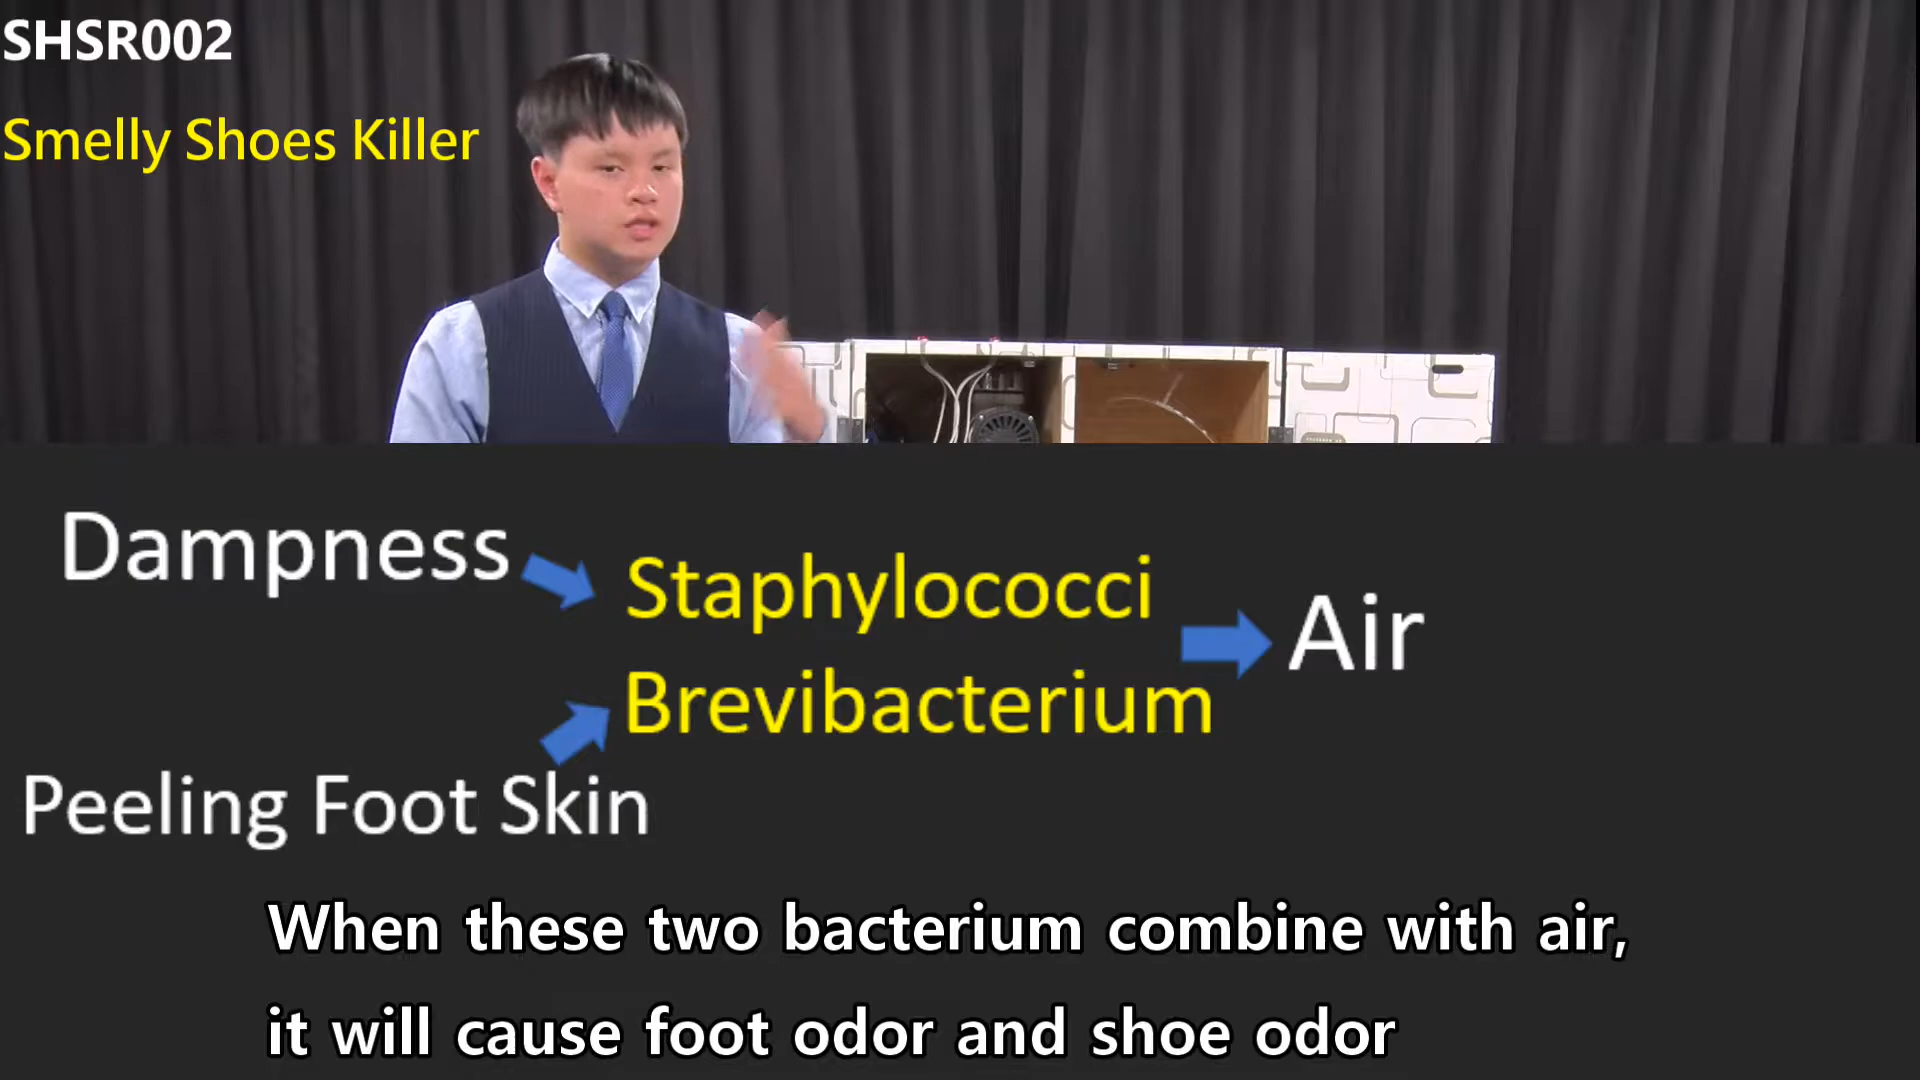 SHSR002
Smelly Shoes Killer
Dampness
Staphylococci
Air
Brevibacterium
Peeling Foot Skin
When these two bacterium combine with air,
it will cause foot odor and shoe odor